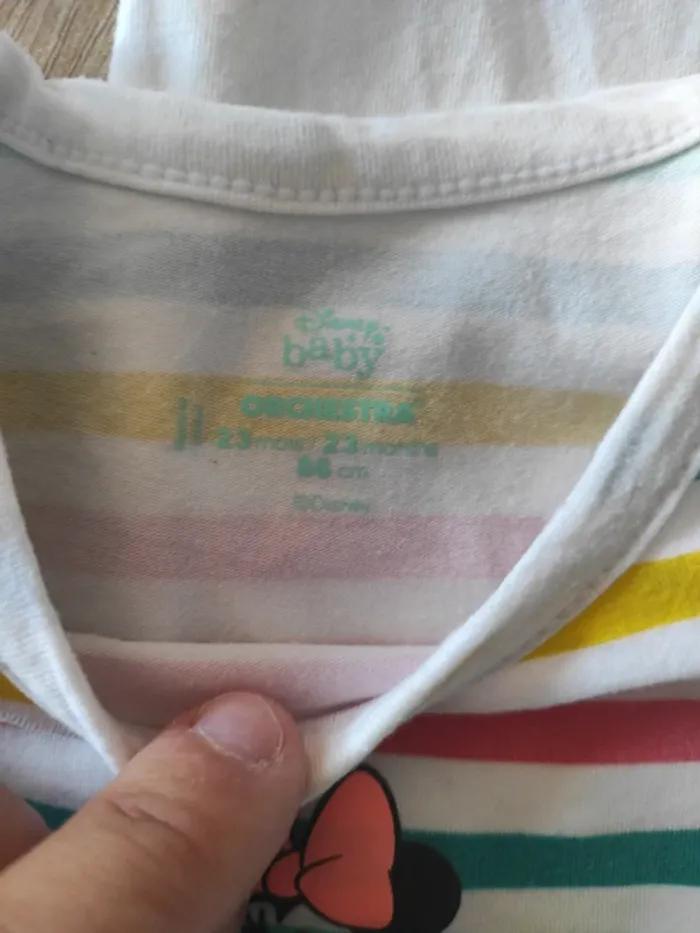 Disney
baby
ORCHESTRA
23 mois / 23 months
86 cm
©Disney